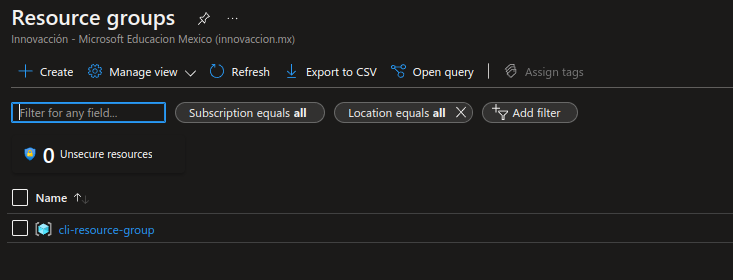 Resource groups
Innovacción - Microsoft Educacion Mexico (innovaccion.mx)
Create Manage view Refresh Export to CSV Open query Assign tags
Filter for any field... Subscription equals all Location equals all Add filter
0 Unsecure resources
Name
cli-resource-group